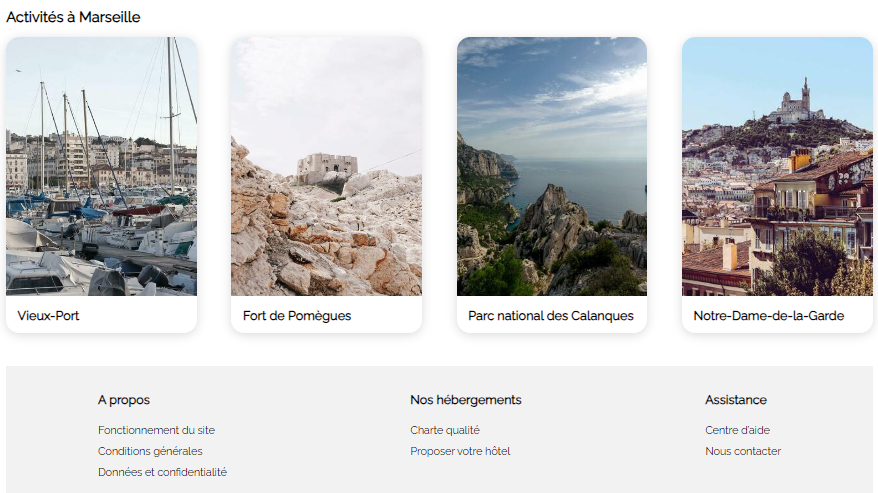 Activités à Marseille
Vieux-Port
Fort de Pomègues
Parc national des Calanques
Notre-Dame-de-la-Garde
A propos
Fonctionnement du site
Conditions générales
Données et confidentialité
Nos hébergements
Charte qualité
Proposer votre hôtel
Assistance
Centre d'aide
Nous contacter